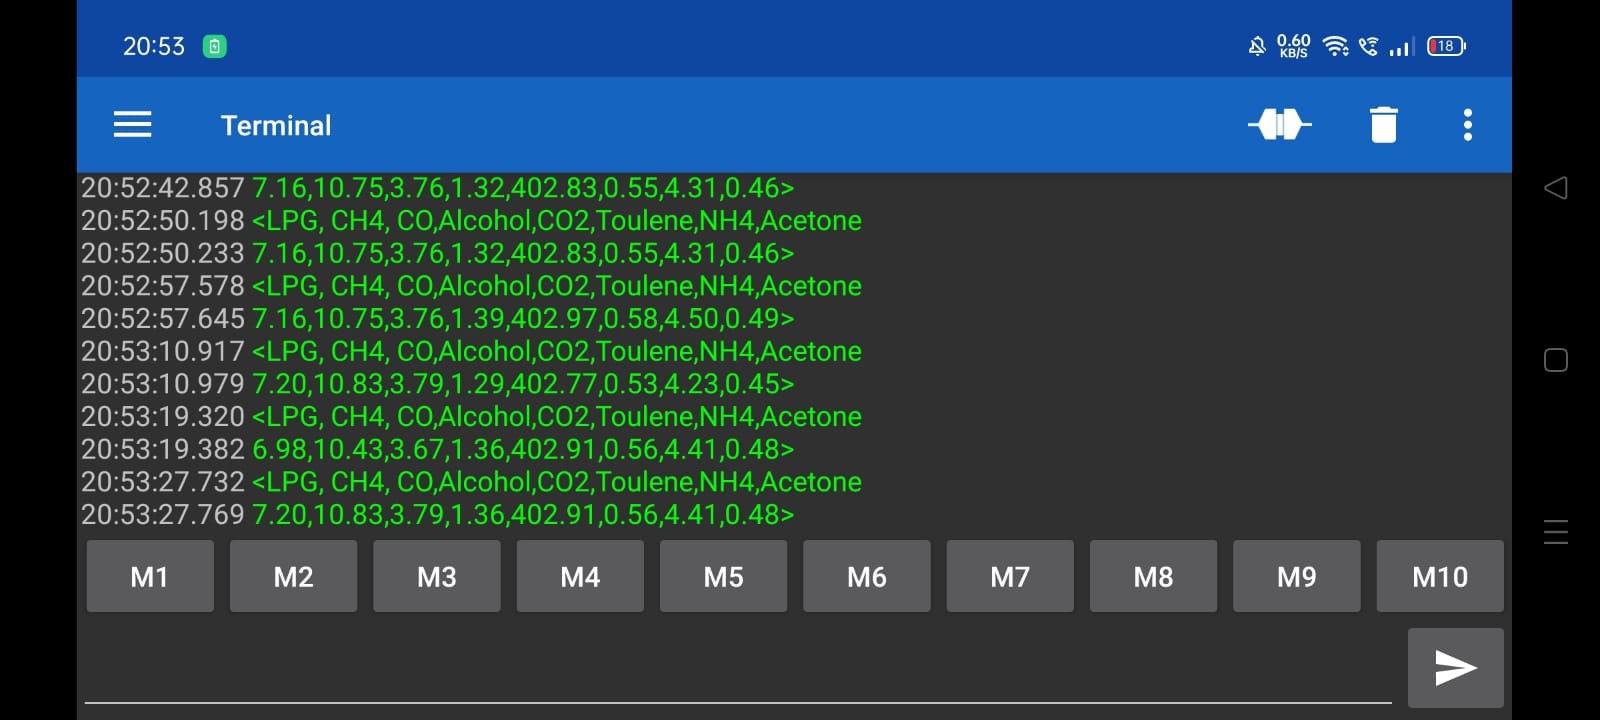 20:53
0.60 KB/S
18
Terminal
20:52:42.857 7.16,10.75,3.76,1.32,402.83,0.55,4.31,0.46>
20:52:50.198 <LPG, CH4, CO,Alcohol,CO2,Toulene,NH4,Acetone
20:52:50.233 7.16,10.75,3.76,1.32,402.83,0.55,4.31,0.46>
20:52:57.578 <LPG, CH4, CO,Alcohol,CO2,Toulene,NH4,Acetone
20:52:57.645 7.16,10.75,3.76,1.39,402.97,0.58,4.50,0.49>
20:53:10.917 <LPG, CH4, CO,Alcohol,CO2,Toulene,NH4,Acetone
20:53:10.979 7.20,10.83,3.79,1.29,402.77,0.53,4.23,0.45>
20:53:19.320 <LPG, CH4, CO,Alcohol,CO2,Toulene,NH4,Acetone
20:53:19.382 6.98,10.43,3.67,1.36,402.91,0.56,4.41,0.48>
20:53:27.732 <LPG, CH4, CO,Alcohol,CO2,Toulene,NH4,Acetone
20:53:27.769 7.20,10.83,3.79,1.36,402.91,0.56,4.41,0.48>
M1 M2 M3 M4 M5 M6 M7 M8 M9 M10